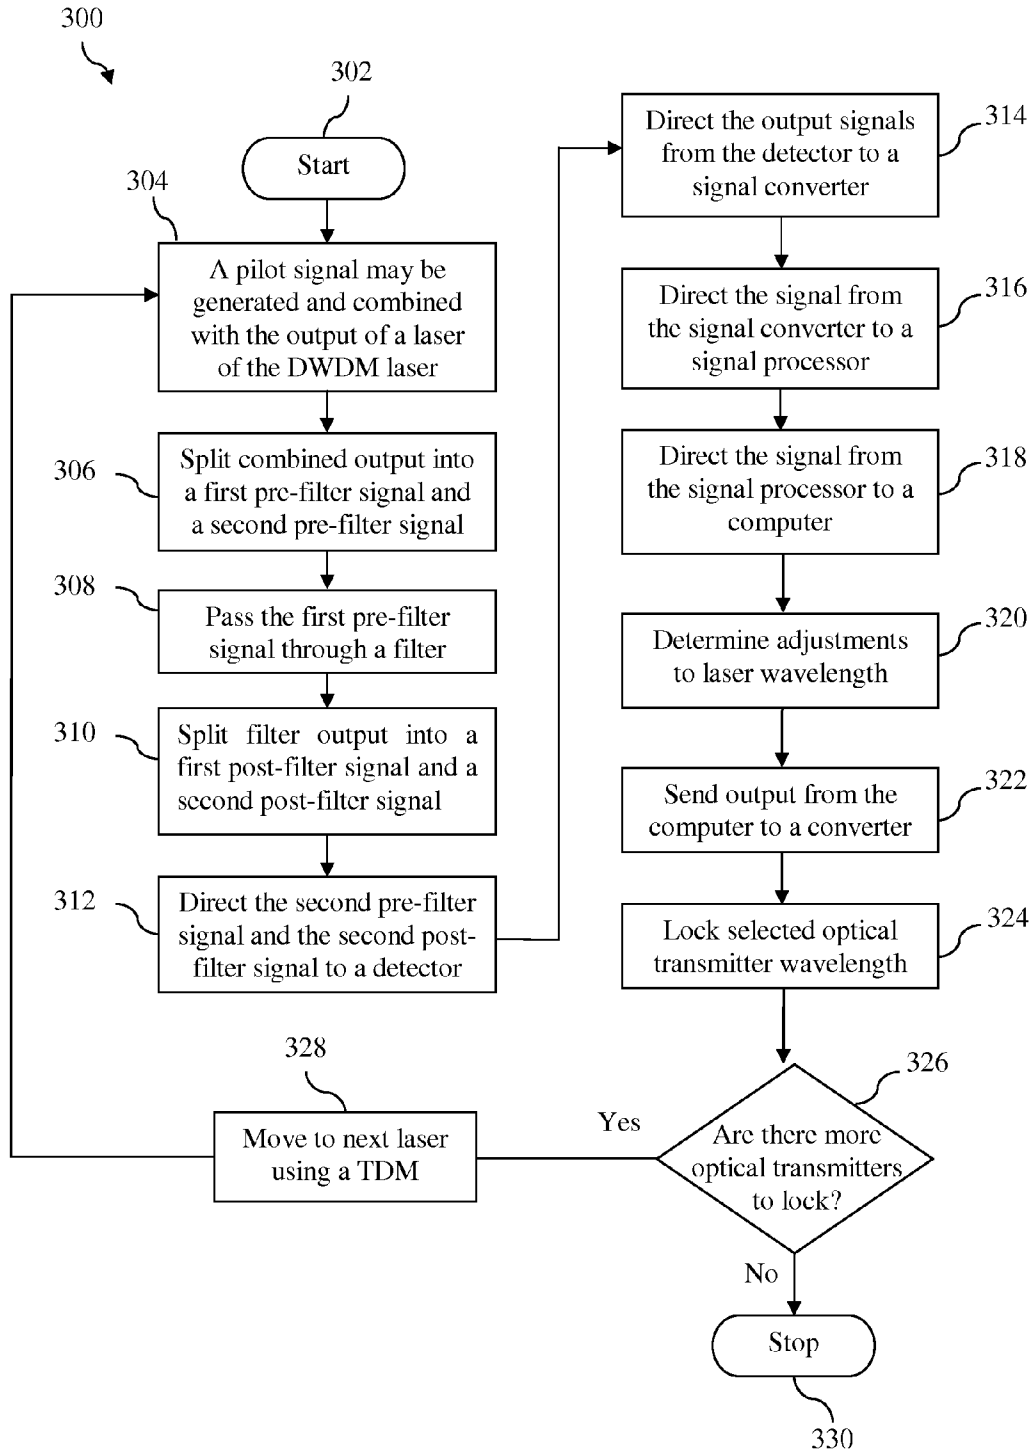 300
302
Start
304
A pilot signal may be
generated and combined
with the output of a laser
of the DWDM laser
306
Split combined output into
a first pre-filter signal and
a second pre-filter signal
308
Pass the first pre-filter
signal through a filter
310
Split filter output into a
first post-filter signal and a
second post-filter signal
312
Direct the second pre-filter
signal and the second post-
filter signal to a detector
314
Direct the output signals
from the detector to a
signal converter
316
Direct the signal from
the signal converter to a
signal processor
318
Direct the signal from
the signal processor to a
computer
320
Determine adjustments
to laser wavelength
322
Send output from the
computer to a converter
324
Lock selected optical
transmitter wavelength
326
Are there more
optical transmitters
to lock?
Yes
328
Move to next laser
using a TDM
No
Stop
330